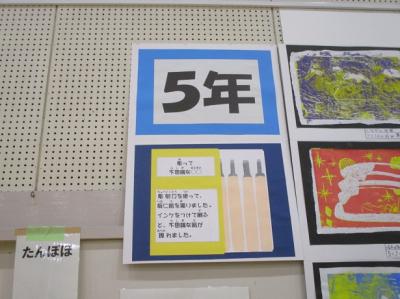 5年
彫って
不思議な○○
彫刻刀を使って、
板に絵を彫りました。
インクをつけて刷る
と、不思議な絵が
現れました。
たんぽぽ